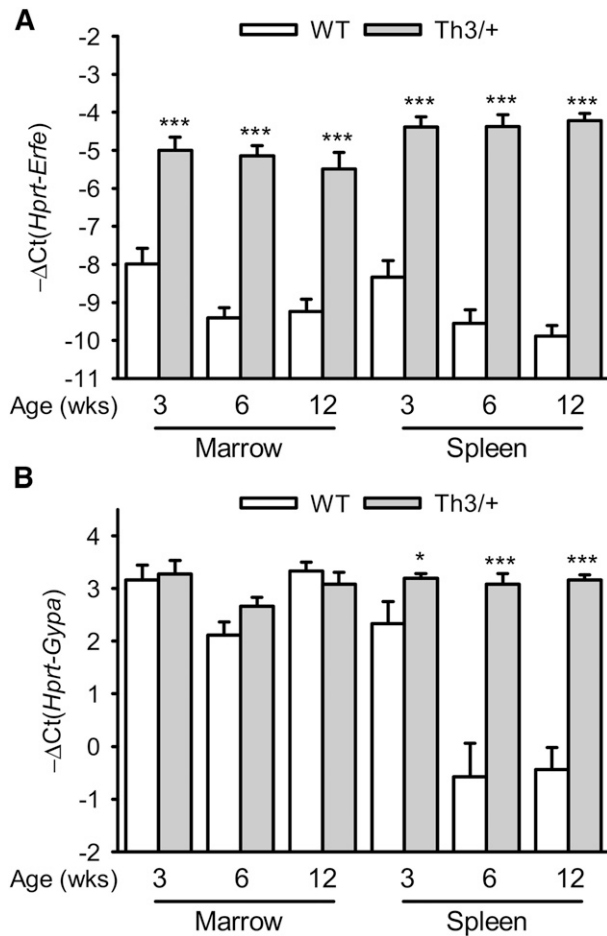 A
WT Th3/+
-2
-3
-4
-5
-6
-7
-8
-9
-10
-11
−ΔCt(Hprt-Erfe)
*** *** *** *** *** ***
Age (wks) 3 6 12 3 6 12
Marrow Spleen
B
WT Th3/+
4
3
2
1
0
-1
-2
−ΔCt(Hprt-Gypa)
* *** ***
Age (wks) 3 6 12 3 6 12
Marrow Spleen